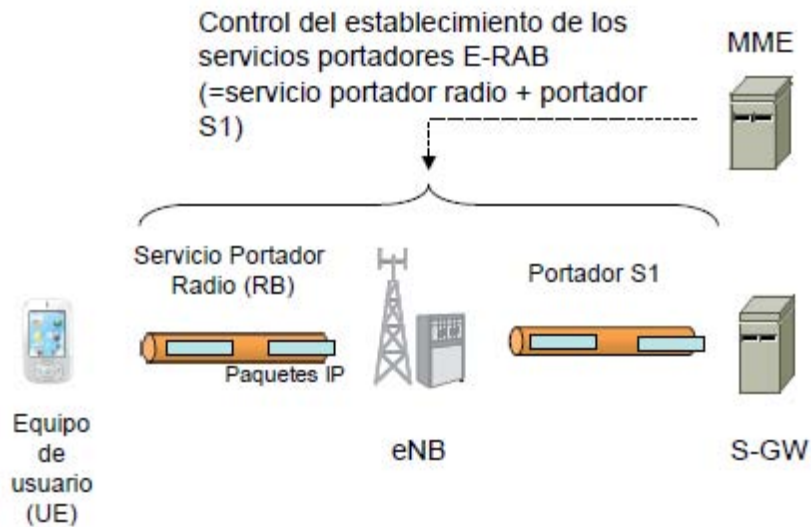 Control del establecimiento de los
servicios portadores E-RAB
(=servicio portador radio + portador
S1)
MME
Servicio Portador
Radio (RB)
Portador S1
Paquetes IP
Equipo
de
usuario
(UE)
eNB
S-GW